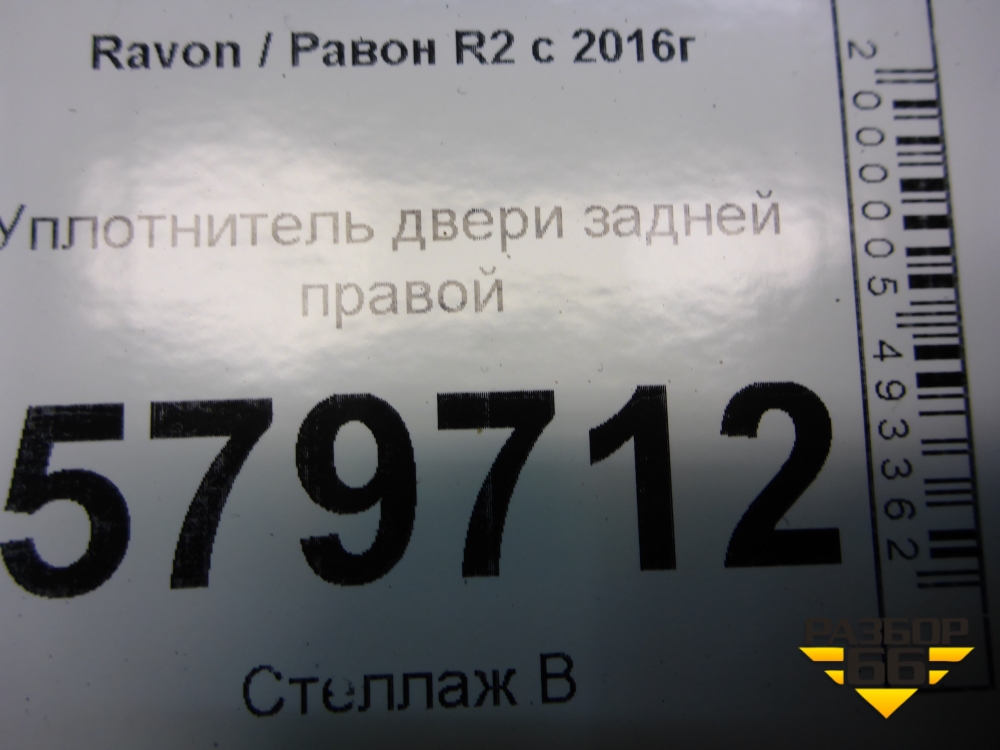 Ravon / Равон R2 с 2016г
Уплотнитель двери задней
правой
579712
Стеллаж В
2000005493362
РАЗБОР
66